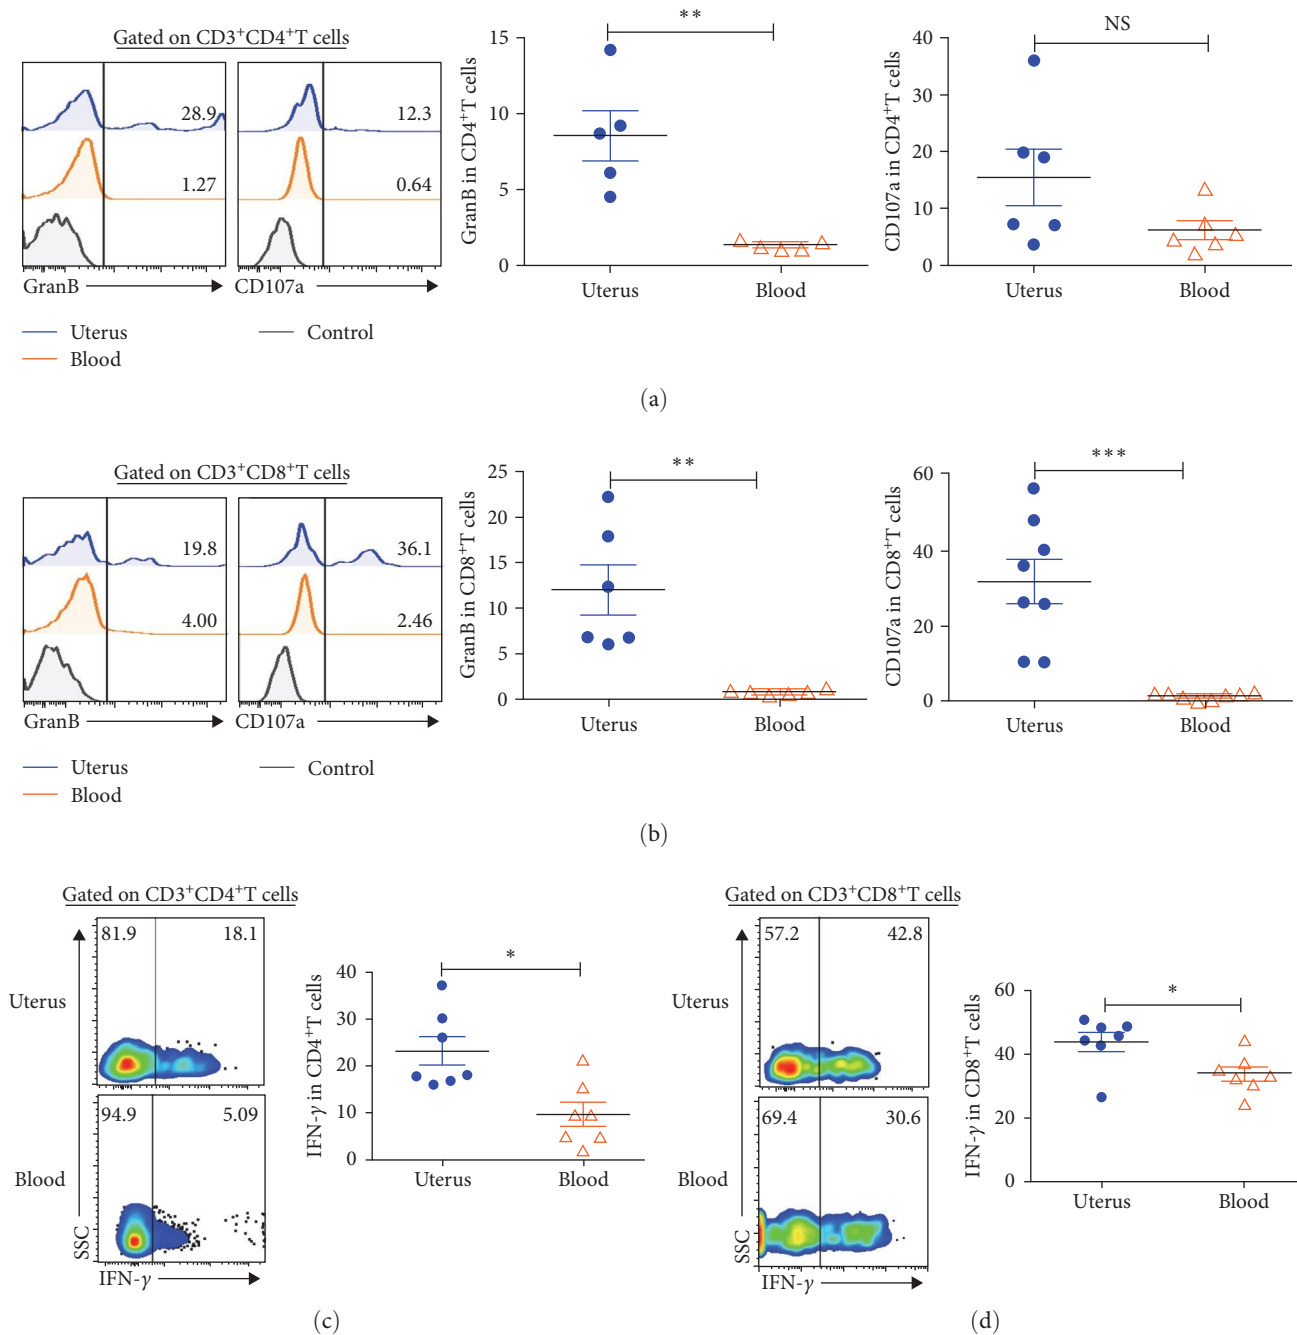 Gated on CD3⁺CD4⁺T cells
28.9
1.27
GranB
12.3
0.64
CD107a
Uterus
Blood
Control
**
GranB in CD4⁺T cells
15
10
5
0
Uterus
Blood
NS
CD107a in CD4⁺T cells
40
30
20
10
0
Uterus
Blood
(a)
Gated on CD3⁺CD8⁺T cells
19.8
4.00
GranB
36.1
2.46
CD107a
Uterus
Blood
Control
**
GranB in CD8⁺T cells
25
20
15
10
5
0
Uterus
Blood
***
CD107a in CD8⁺T cells
60
40
20
0
Uterus
Blood
(b)
Gated on CD3⁺CD4⁺T cells
81.9 18.1
Uterus
94.9 5.09
Blood
SSC
IFN-γ
*
IFN-γ in CD4⁺T cells
40
30
20
10
0
Uterus
Blood
(c)
Gated on CD3⁺CD8⁺T cells
57.2 42.8
Uterus
69.4 30.6
Blood
SSC
IFN-γ
*
IFN-γ in CD8⁺T cells
60
40
20
0
Uterus
Blood
(d)